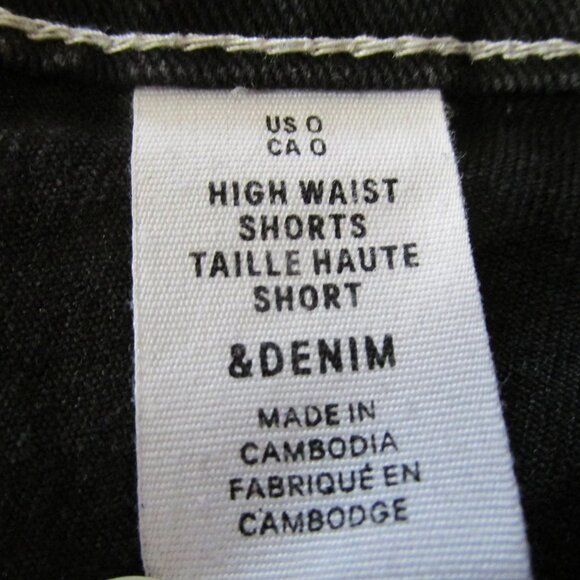 US 0
CA 0
HIGH WAIST
SHORTS
TAILLE HAUTE
SHORT
&DENIM
MADE IN
CAMBODIA
FABRIQUÉ EN
CAMBODGE